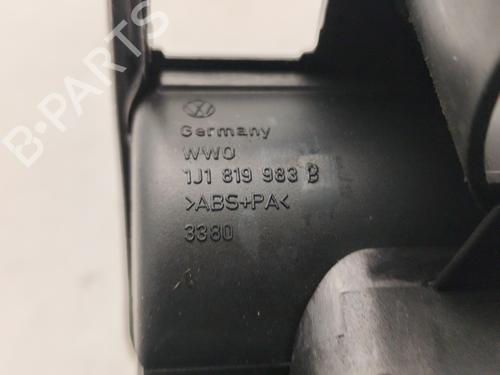 B-PARTS
Germany
WWO
1J1 819 983 B
>ABS+PA<
3380